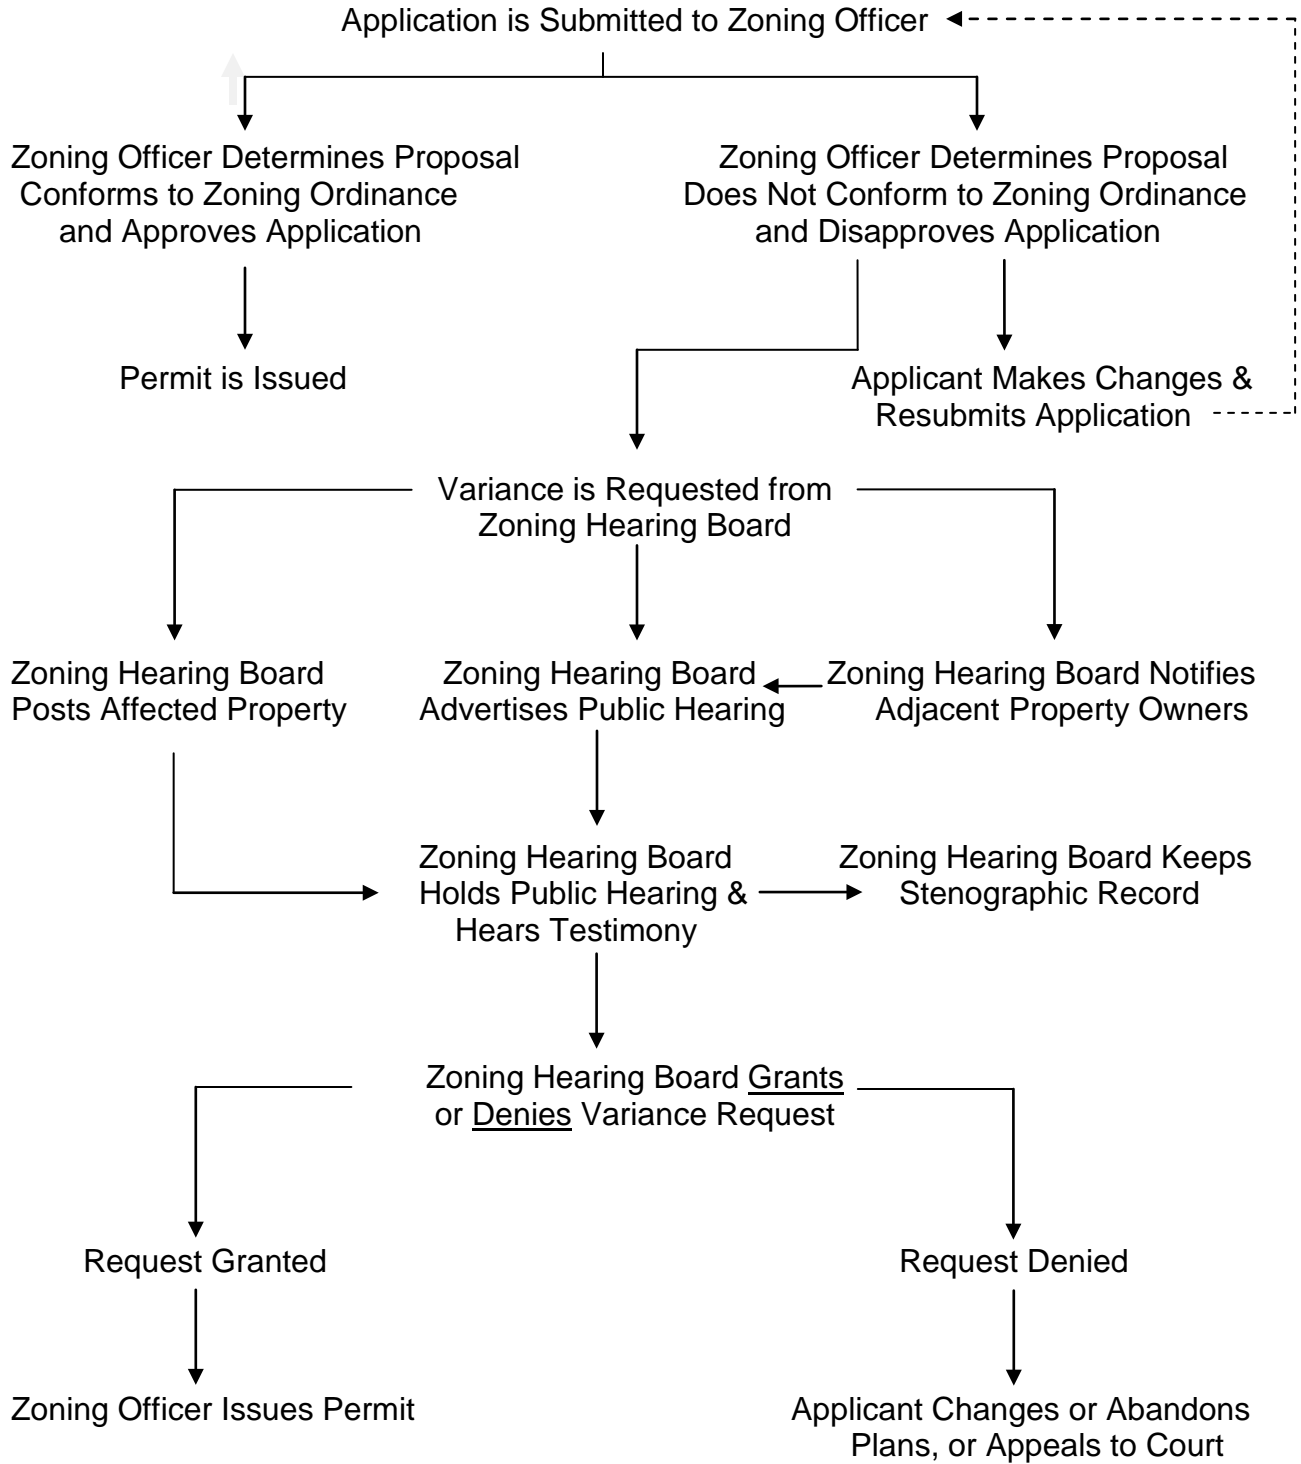 Application is Submitted to Zoning Officer
Zoning Officer Determines Proposal
Conforms to Zoning Ordinance
and Approves Application
Zoning Officer Determines Proposal
Does Not Conform to Zoning Ordinance
and Disapproves Application
Permit is Issued
Applicant Makes Changes &
Resubmits Application
Variance is Requested from
Zoning Hearing Board
Zoning Hearing Board
Posts Affected Property
Zoning Hearing Board
Advertises Public Hearing
Zoning Hearing Board Notifies
Adjacent Property Owners
Zoning Hearing Board
Holds Public Hearing &
Hears Testimony
Zoning Hearing Board Keeps
Stenographic Record
Zoning Hearing Board Grants
or Denies Variance Request
Request Granted
Request Denied
Zoning Officer Issues Permit
Applicant Changes or Abandons
Plans, or Appeals to Court